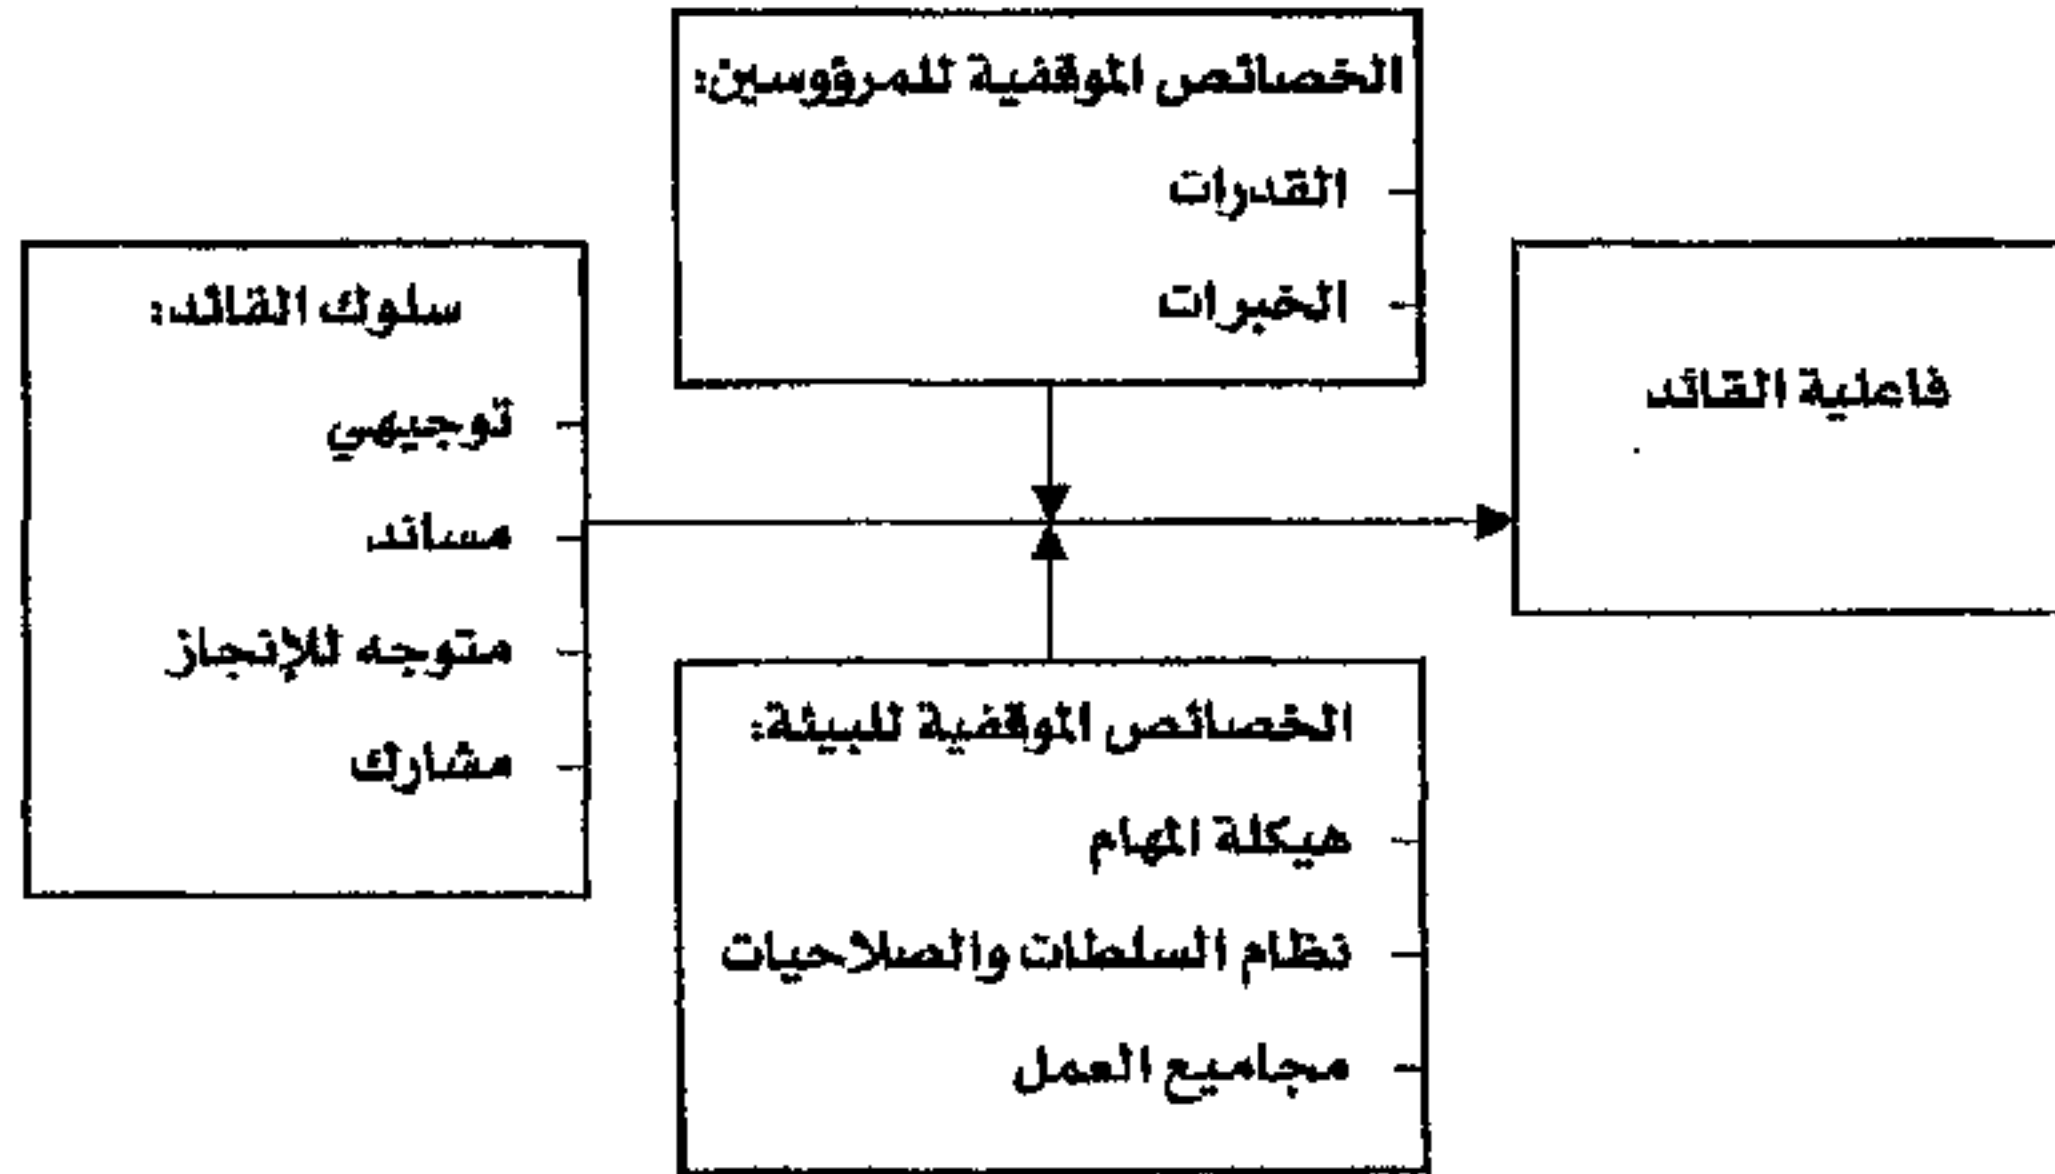 الخصائص الموقفية للمرؤوسين:
- القدرات
- الخبرات
سلوك القائد:
- توجيهي
- مساند
- متوجه للإنجاز
- مشارك
فاعلية القائد
الخصائص الموقفية للبيئة:
- هيكلة المهام
- نظام السلطات والصلاحيات
- مجاميع العمل